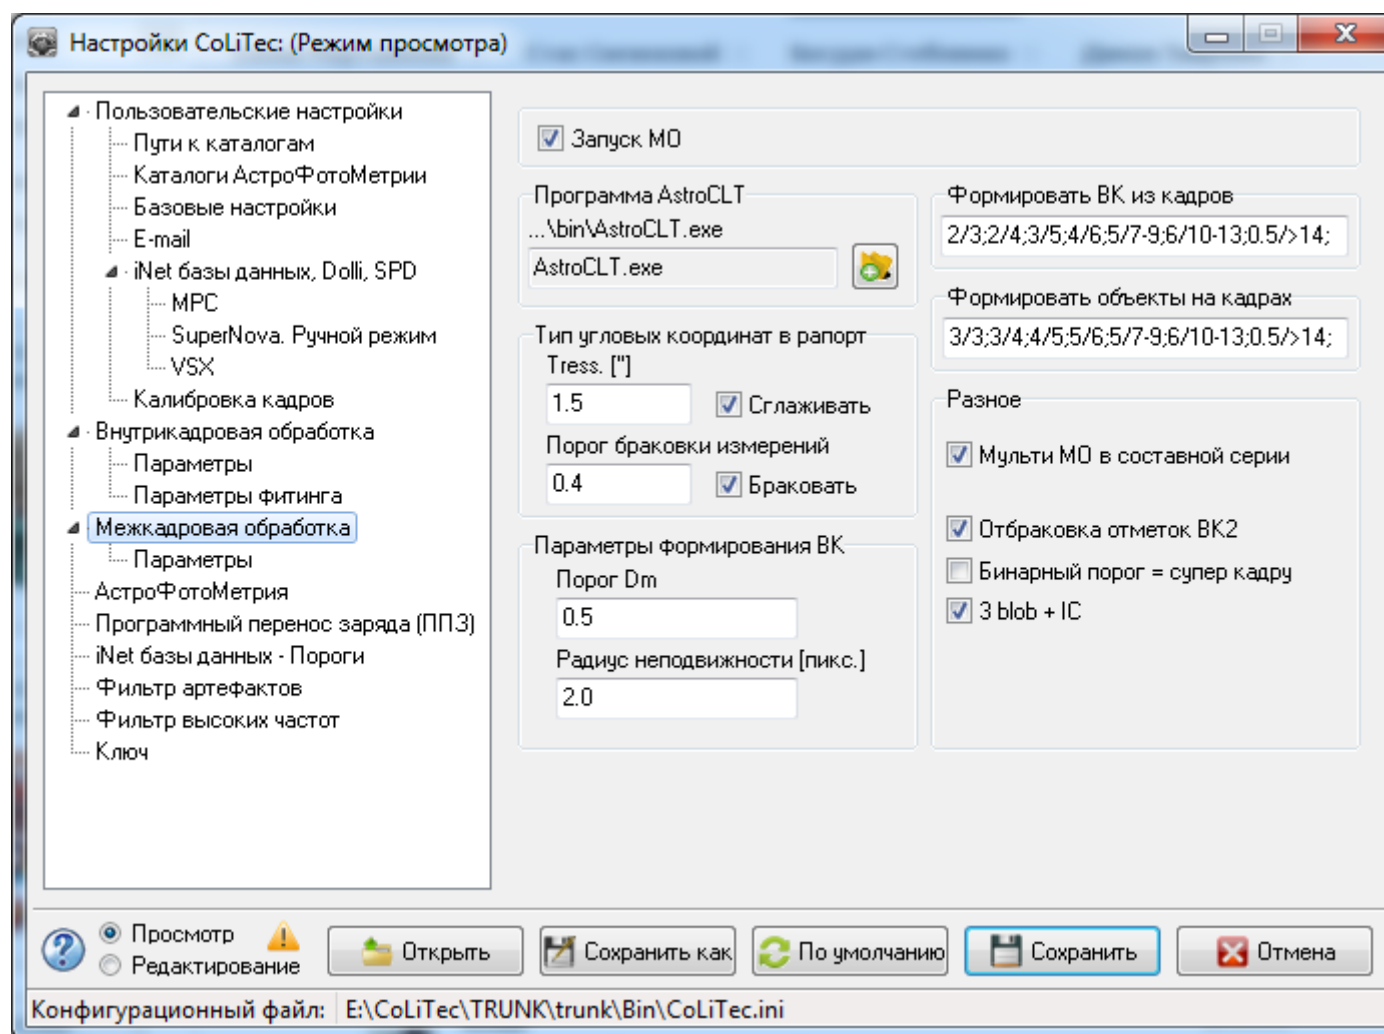 Настройки CoLiTec: (Режим просмотра)
Пользовательские настройки
Пути к каталогам
Каталоги АстроФотоМетрии
Базовые настройки
E-mail
iNet базы данных, Dolli, SPD
MPC
SuperNova. Ручной режим
VSX
Калибровка кадров
Внутрикадровая обработка
Параметры
Параметры фитинга
Межкадровая обработка
Параметры
АстроФотоМетрия
Программный перенос заряда (ППЗ)
iNet базы данных - Пороги
Фильтр артефактов
Фильтр высоких частот
Ключ
Запуск МО
Программа AstroCLT
...\bin\AstroCLT.exe
AstroCLT.exe
Тип угловых координат в рапорт
Tress. ["]
1.5
Сглаживать
Порог браковки измерений
0.4
Браковать
Параметры формирования ВК
Порог Dm
0.5
Радиус неподвижности [пикс.]
2.0
Формировать ВК из кадров
2/3;2/4;3/5;4/6;5/7-9;6/10-13;0.5/>14;
Формировать объекты на кадрах
3/3;3/4;4/5;5/6;5/7-9;6/10-13;0.5/>14;
Разное
Мульти МО в составной серии
Отбраковка отметок ВК2
Бинарный порог = супер кадру
3 blob + IC
Просмотр
Редактирование
Открыть
Сохранить как
По умолчанию
Сохранить
Отмена
Конфигурационный файл: E:\CoLiTec\TRUNK\trunk\Bin\CoLiTec.ini